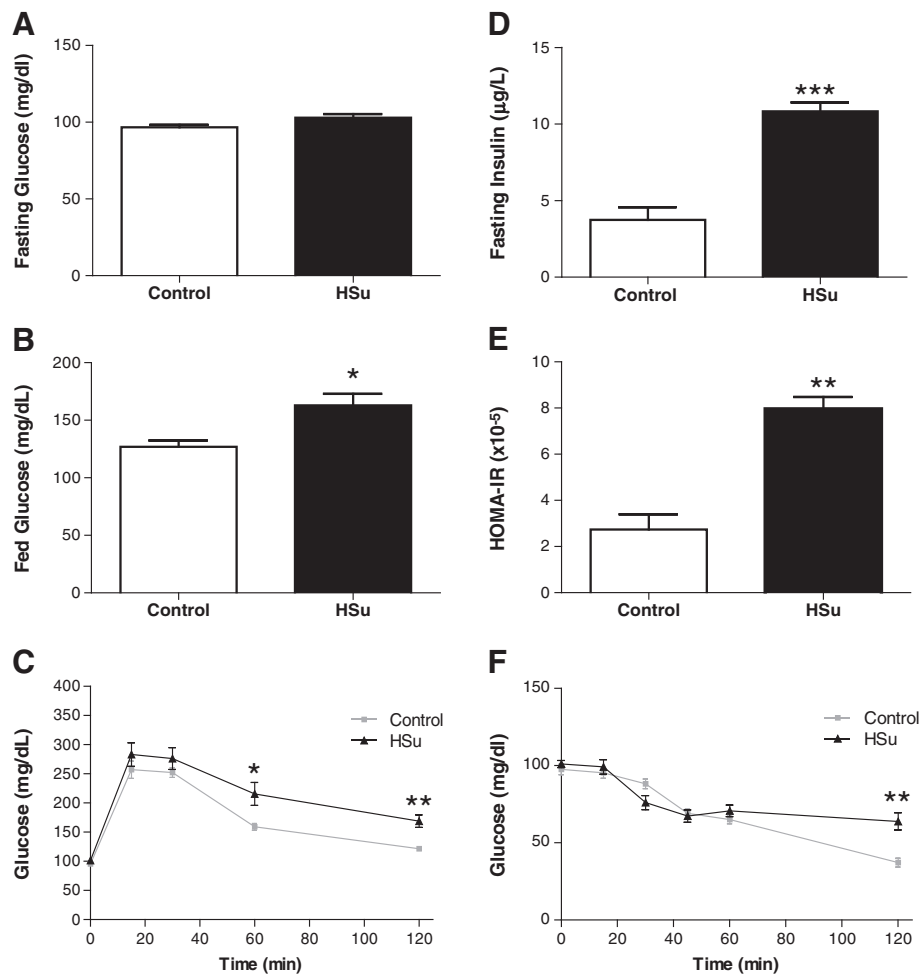 A
Fasting Glucose (mg/dl)
150
100
50
0
Control
HSu
D
Fasting Insulin (μg/L)
15
10
5
0
***
Control
HSu
B
Fed Glucose (mg/dL)
200
150
100
50
0
*
Control
HSu
E
HOMA-IR (x10-5)
10
8
6
4
2
0
**
Control
HSu
C
Glucose (mg/dL)
400
350
300
250
200
150
100
50
0
Control
HSu
*
**
0 20 40 60 80 100 120
Time (min)
F
Glucose (mg/dl)
150
100
50
0
Control
HSu
**
0 20 40 60 80 100 120
Time (min)